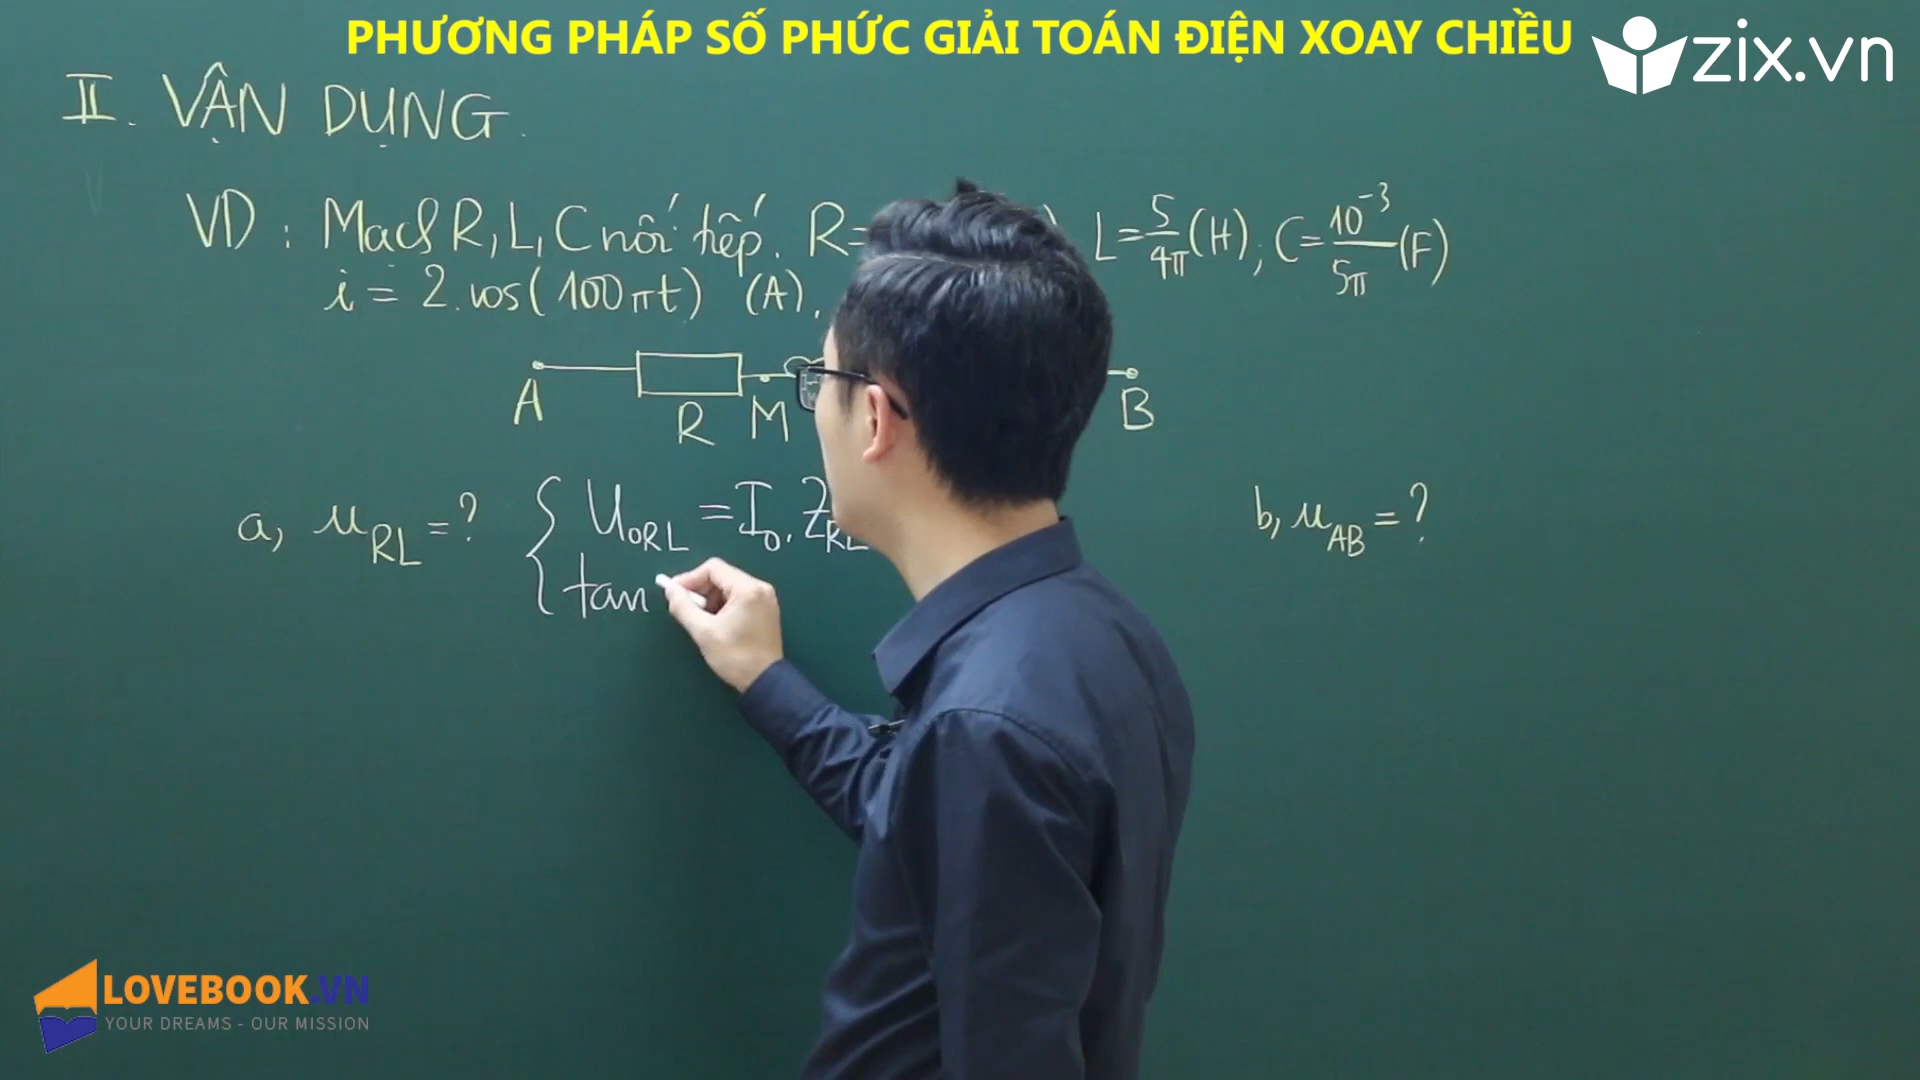 PHƯƠNG PHÁP SỐ PHỨC GIẢI TOÁN ĐIỆN XOAY CHIỀU
zix.vn
II. VẬN DỤNG.
VD: Mạch R, L, C nối tiếp. R= L=5/4π(H); C=10⁻³/5π(F)
i = 2.cos(100πt) (A).
A R M B
a, u_RL=? { U_0RL = I_0.Z_RL
tan
b, u_AB=?
LOVEBOOK.VN
YOUR DREAMS - OUR MISSION